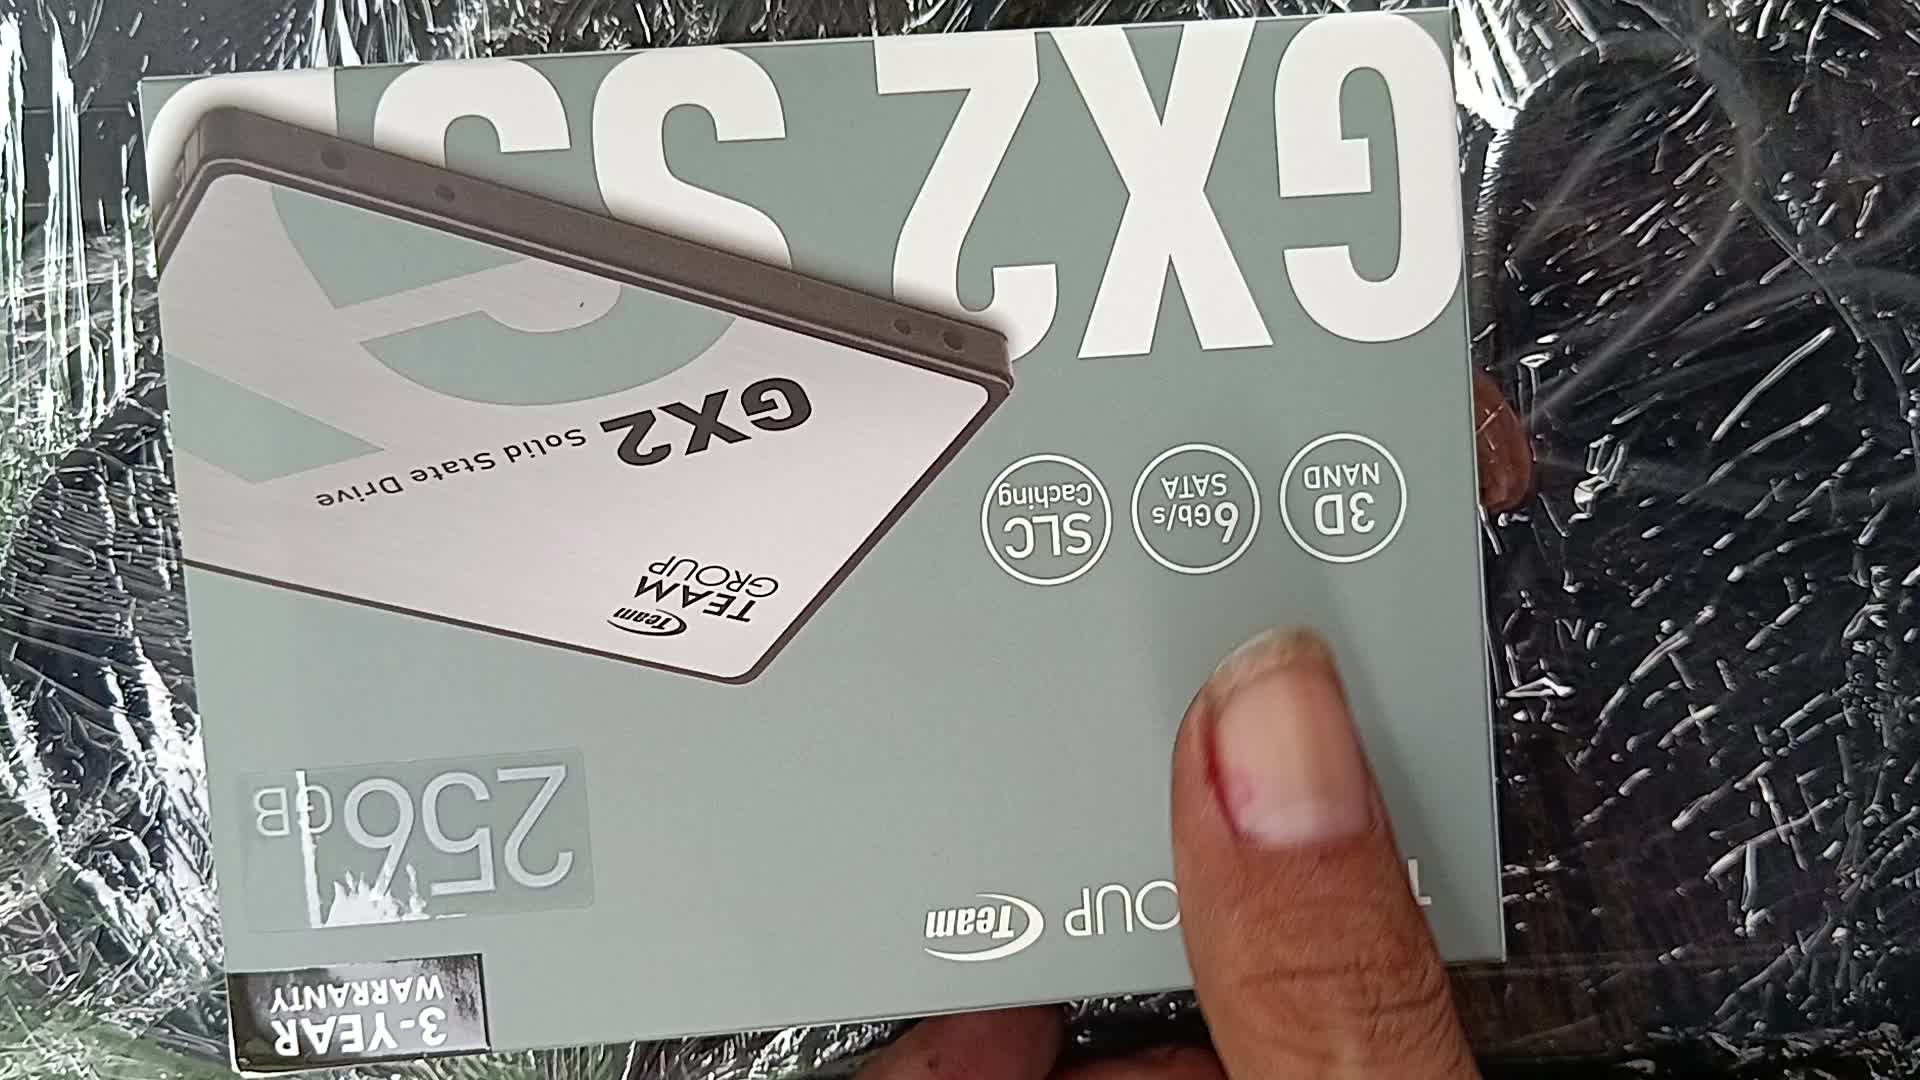 Team
OUP
3-YEAR
WARRANTY
256GB
Team
TEAM
GROUP
GX2 Solid State Drive
3D
NAND
6Gb/s
SATA
SLC
Caching
GX2 SS